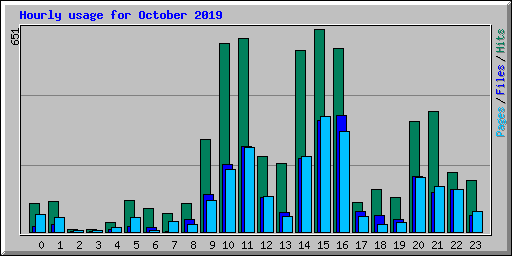 Hourly usage for October 2019
651
Pages / Files / Hits
0 1 2 3 4 5 6 7 8 9 10 11 12 13 14 15 16 17 18 19 20 21 22 23